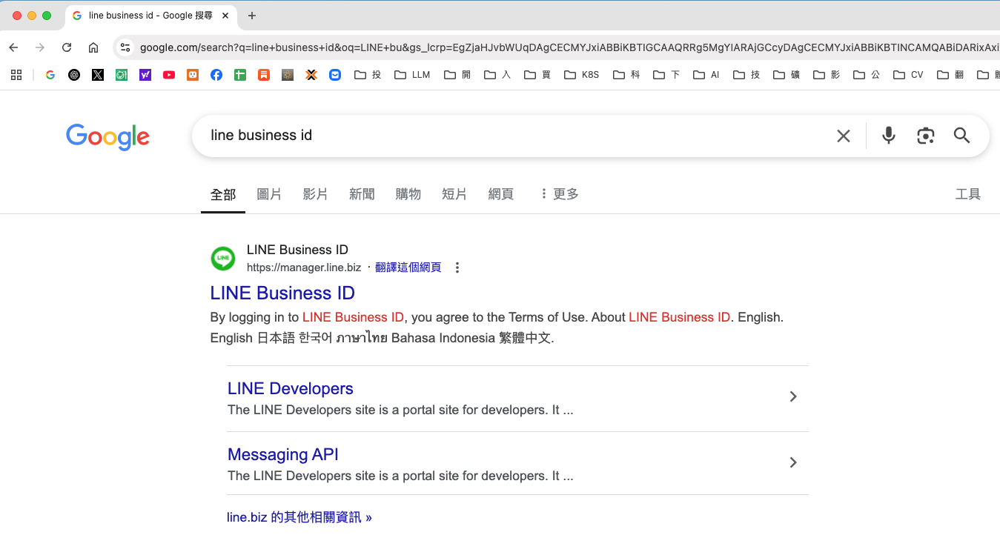 line business id - Google 搜尋
google.com/search?q=line+business+id&oq=LINE+bu&gs_lcrp=EgZjaHJvbWUqDAgCECMYJxiABBiKBTIGCAAQRRg5MgYIARAjGCcyDAgCECMYJxiABBiKBTINCAMQABiDARixAxi
投 LLM 開 入 買 K8S 科 下 AI 技 礦 影 公 CV 翻
Google
line business id
全部 圖片 影片 新聞 購物 短片 網頁 更多 工具
LINE
LINE Business ID
https://manager.line.biz · 翻譯這個網頁
LINE Business ID
By logging in to LINE Business ID, you agree to the Terms of Use. About LINE Business ID. English.
English 日本語 한국어 ภาษาไทย Bahasa Indonesia 繁體中文.
LINE Developers
The LINE Developers site is a portal site for developers. It ...
Messaging API
The LINE Developers site is a portal site for developers. It ...
line.biz 的其他相關資訊 »